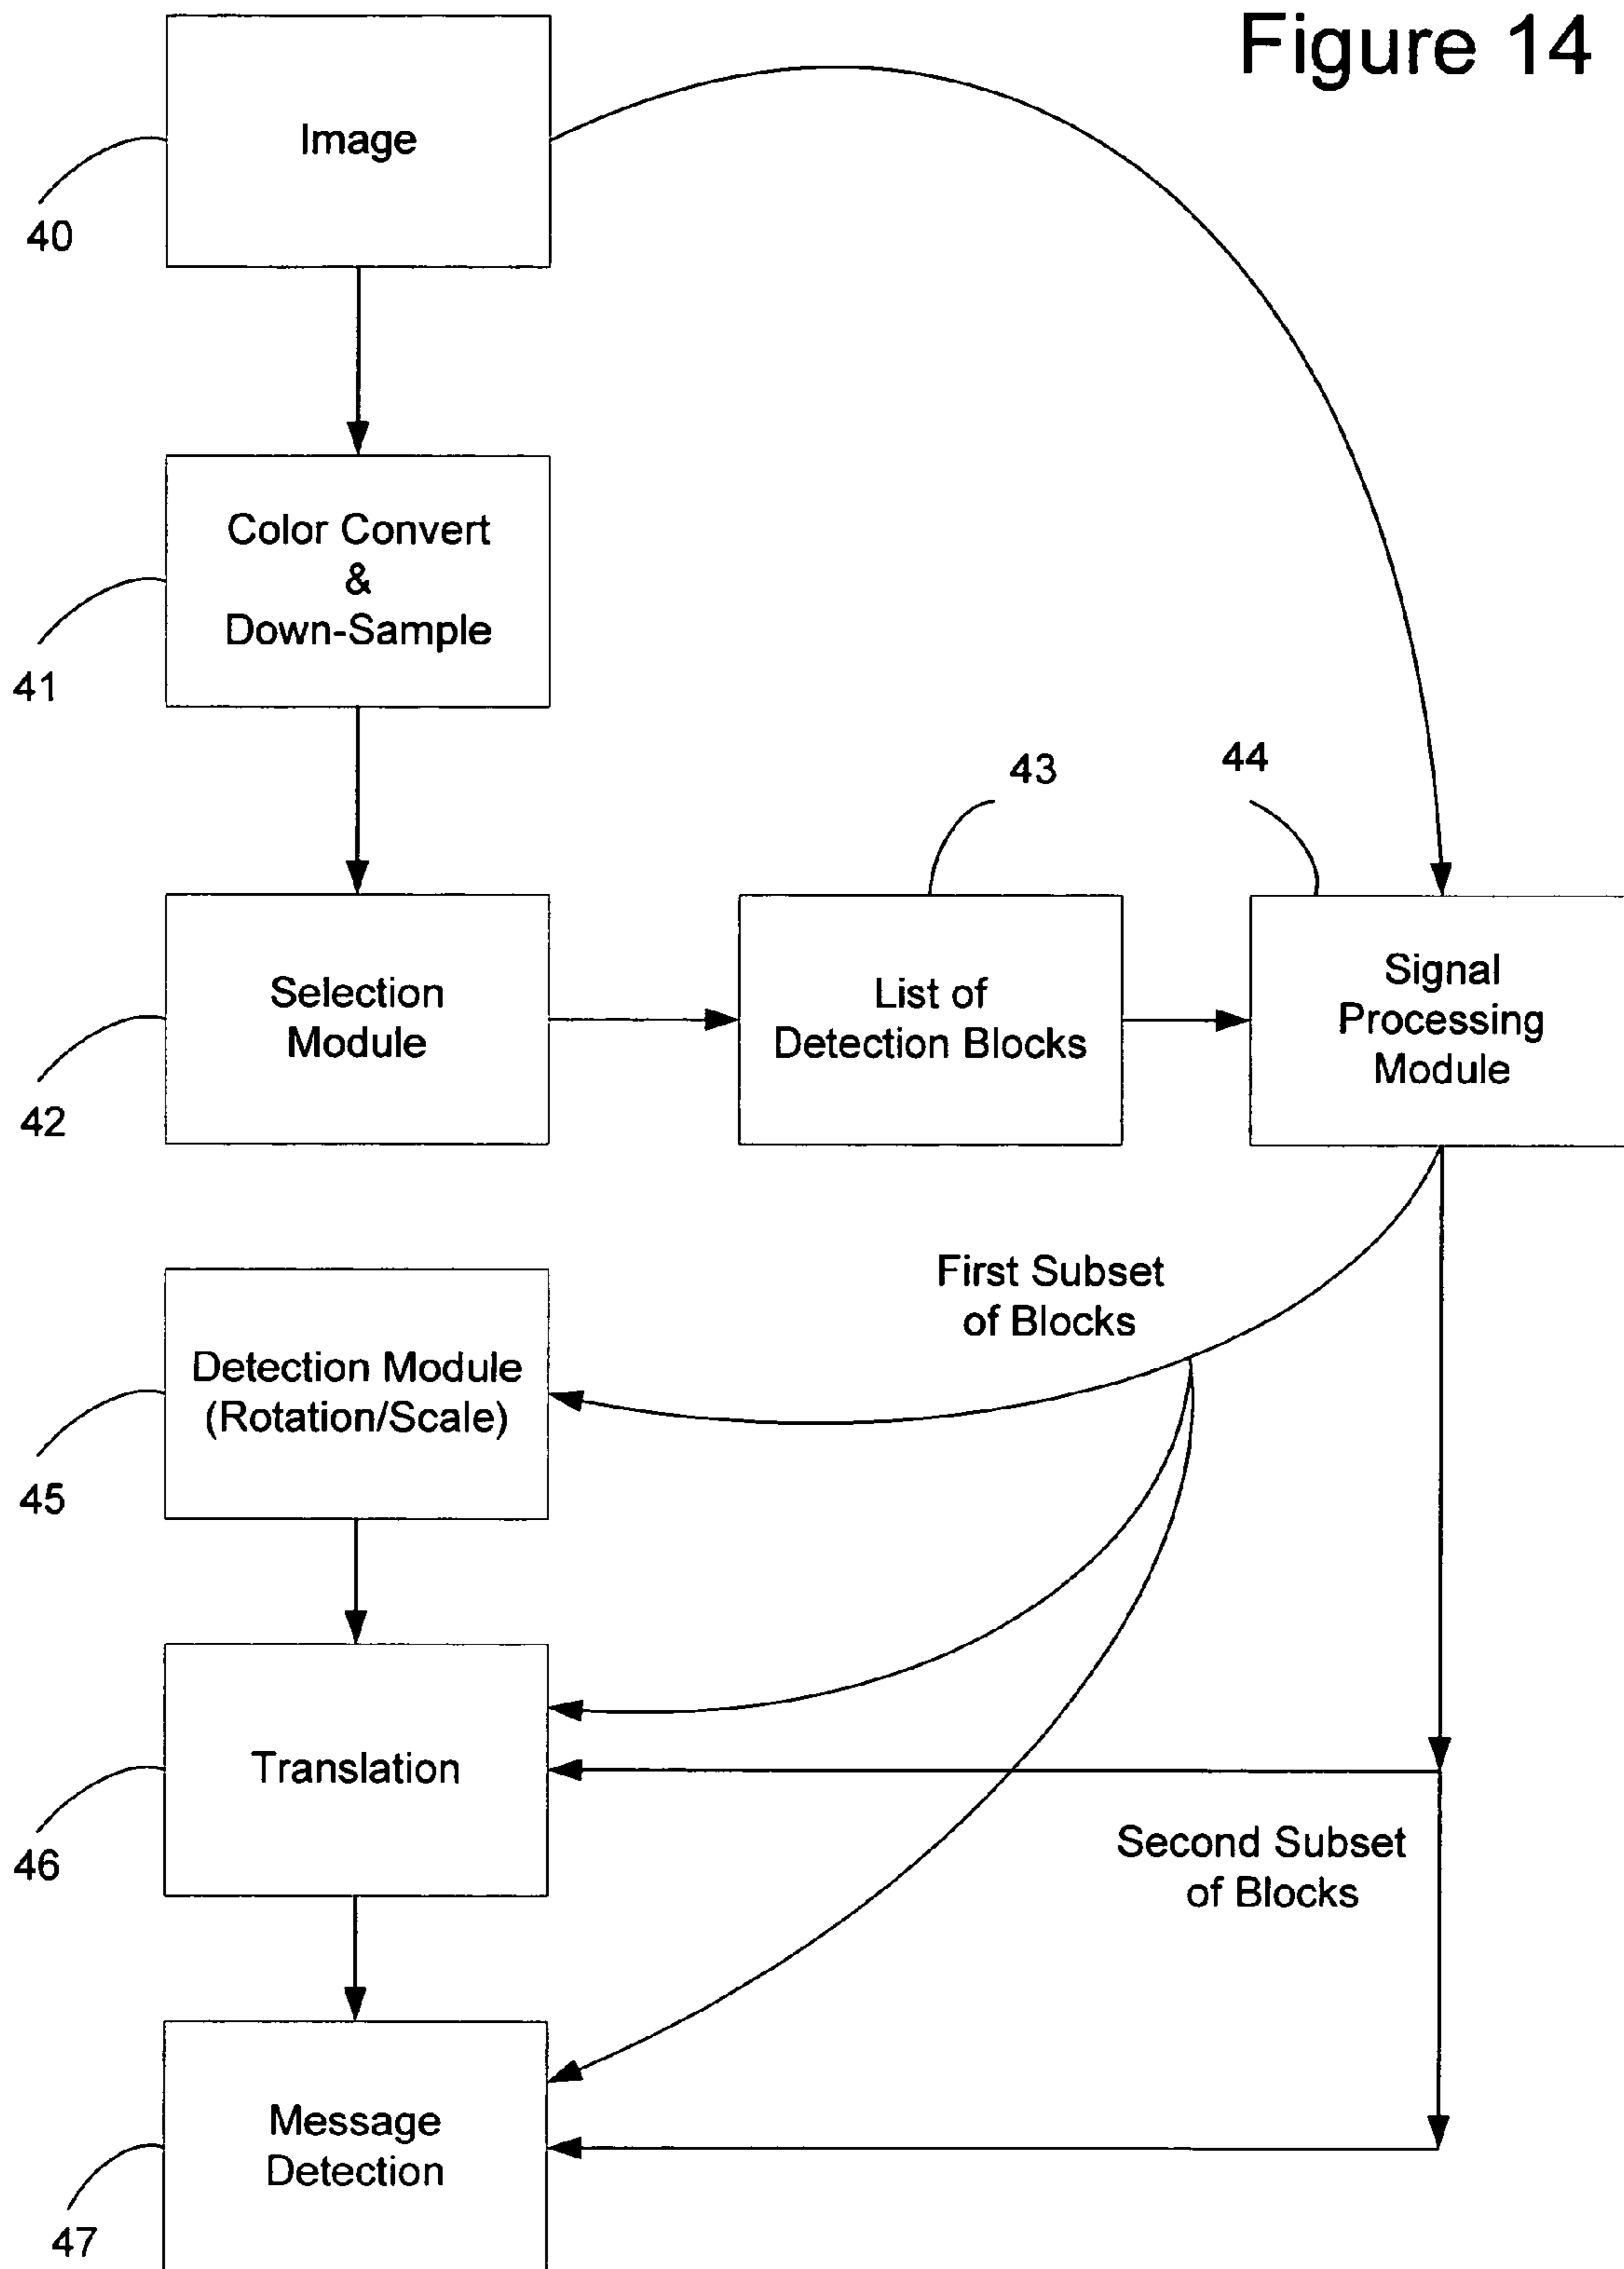 Figure 14
Image
40
Color Convert
&
Down-Sample
41
43
44
Selection
Module
42
List of
Detection Blocks
Signal
Processing
Module
First Subset
of Blocks
Detection Module
(Rotation/Scale)
45
Translation
46
Second Subset
of Blocks
Message
Detection
47